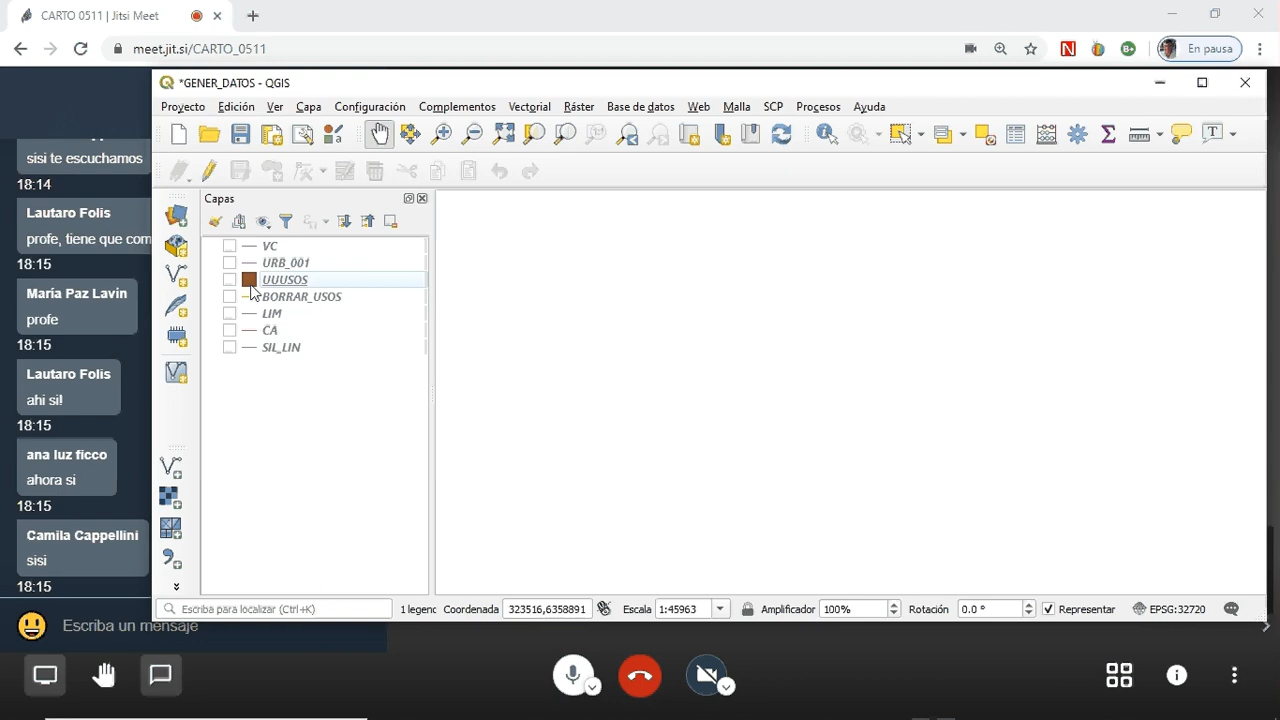 CARTO 0511 | Jitsi Meet
meet.jit.si/CARTO_0511
En pausa
*GENER_DATOS - QGIS
Proyecto Edición Ver Capa Configuración Complementos Vectorial Ráster Base de datos Web Malla SCP Procesos Ayuda
sisi te escuchamos
18:14
Lautaro Folis
profe, tiene que com
18:15
María Paz Lavin
profe
18:15
Lautaro Folis
ahi si!
18:15
ana luz ficco
ahora si
18:15
Camila Cappellini
sisi
18:15
Escriba un mensaje
Capas
VC
URB_001
UUUSOS
BORRAR_USOS
LIM
CA
SIL_LIN
Escriba para localizar (Ctrl+K) 1 legenc Coordenada 323516,6358891 Escala 1:45963 Amplificador 100% Rotación 0.0 ° Representar EPSG:32720